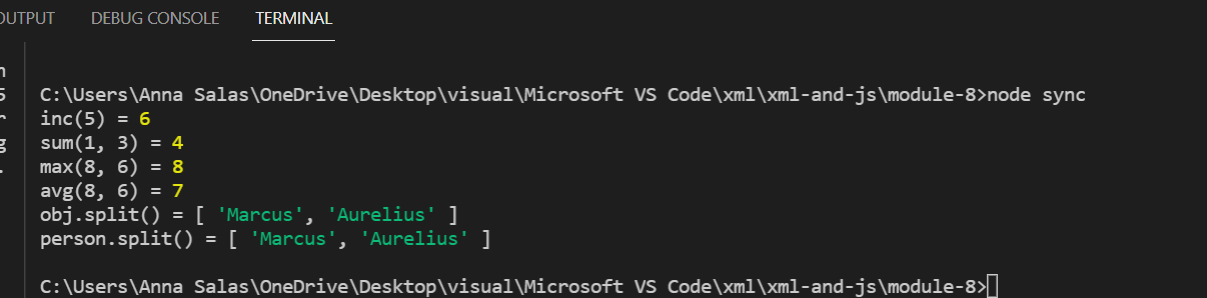 OUTPUT DEBUG CONSOLE TERMINAL
C:\Users\Anna Salas\OneDrive\Desktop\visual\Microsoft VS Code\xml\xml-and-js\module-8>node sync
inc(5) = 6
sum(1, 3) = 4
max(8, 6) = 8
avg(8, 6) = 7
obj.split() = [ 'Marcus', 'Aurelius' ]
person.split() = [ 'Marcus', 'Aurelius' ]
C:\Users\Anna Salas\OneDrive\Desktop\visual\Microsoft VS Code\xml\xml-and-js\module-8>